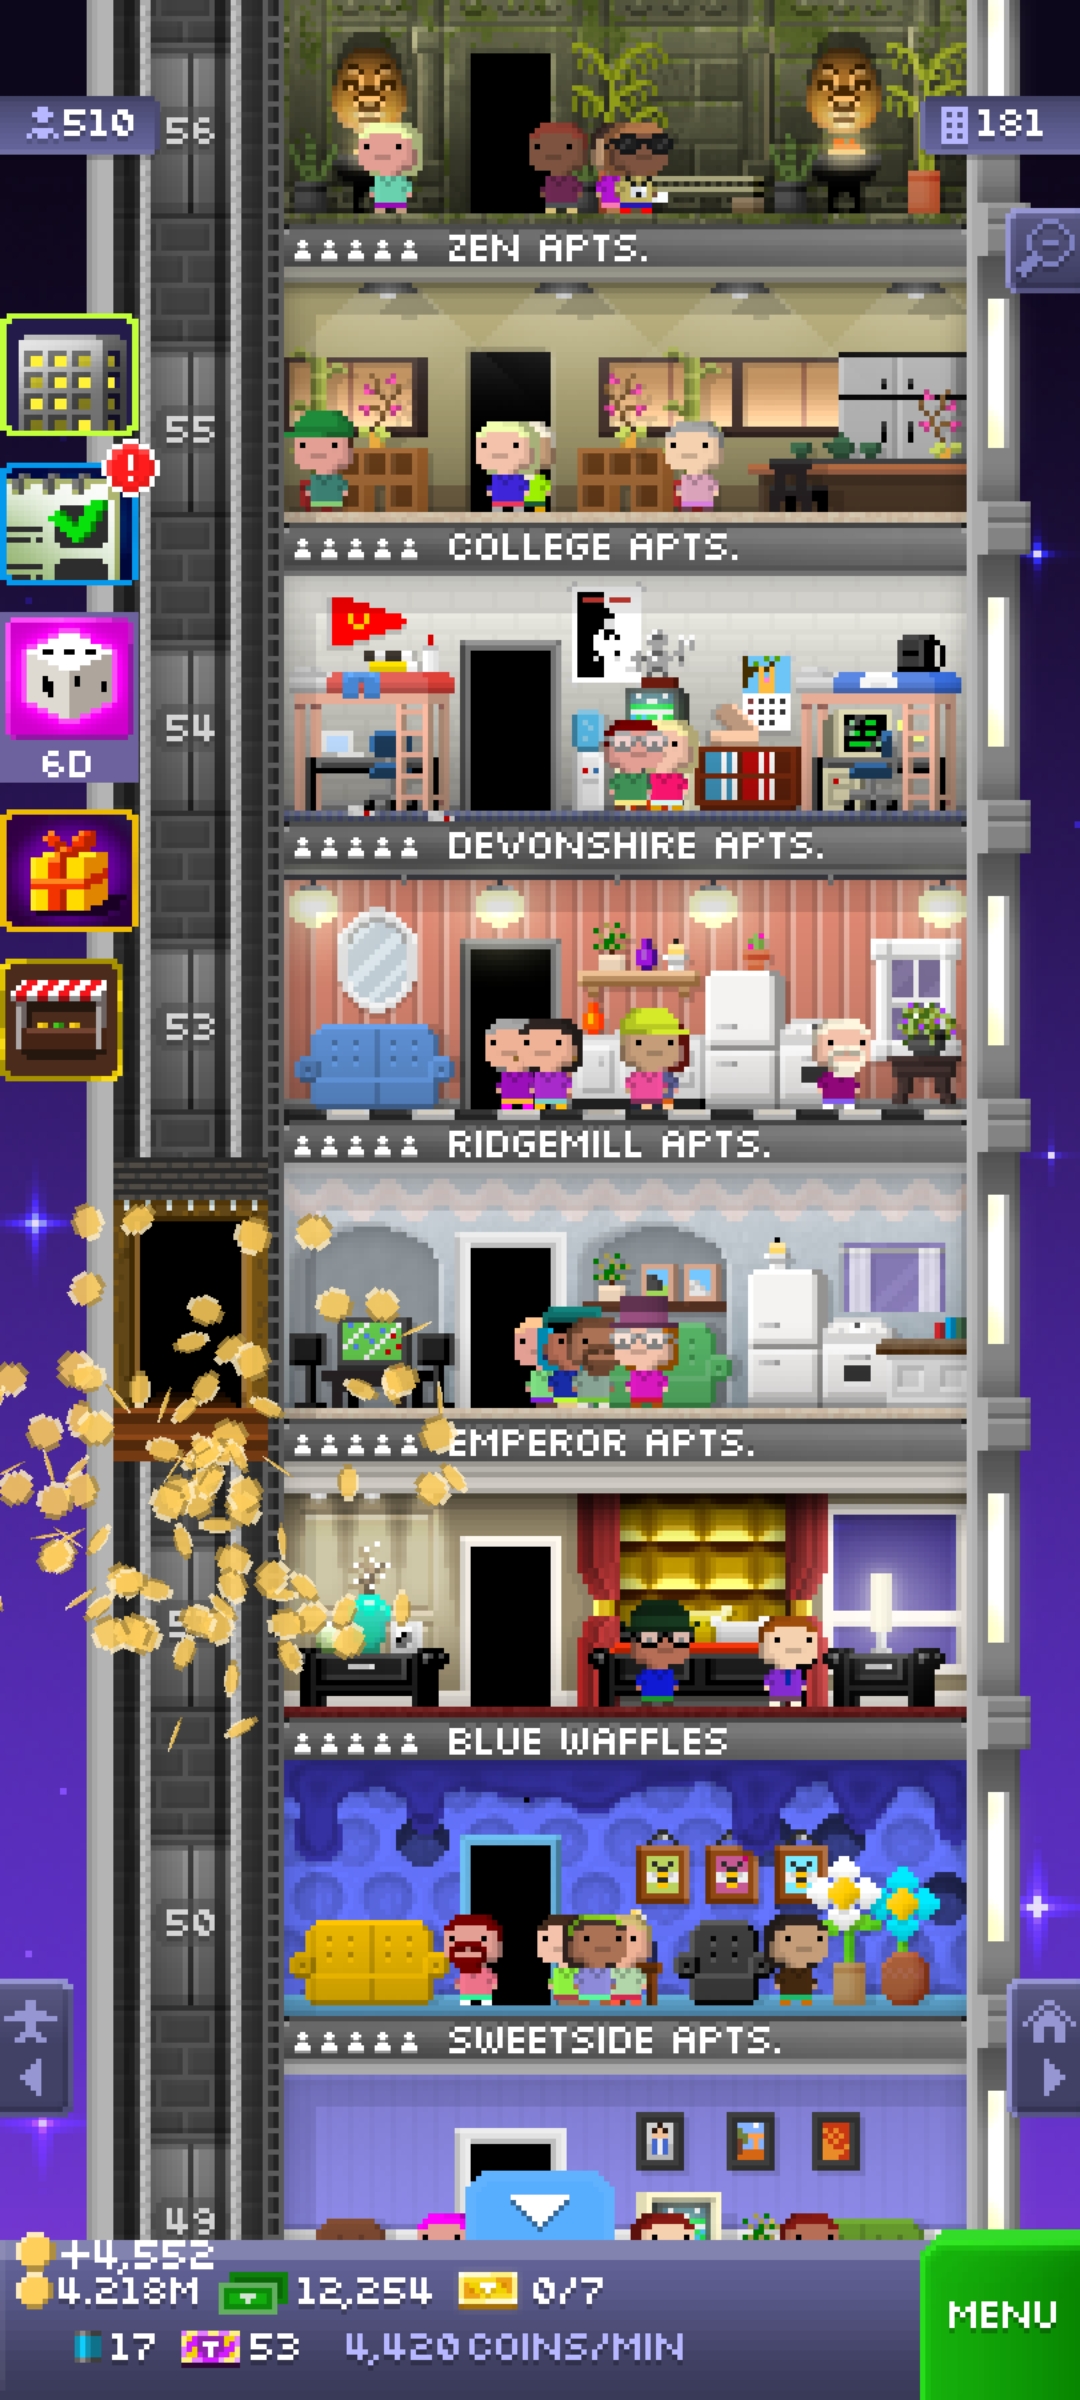 510
56
181
ZEN APTS.
55
COLLEGE APTS.
54
6D
DEVONSHIRE APTS.
53
RIDGEMILL APTS.
EMPEROR APTS.
BLUE WAFFLES
50
SWEETSIDE APTS.
49
+4,552
4.218M 12,254 0/7
17 53 4,420 COINS/MIN
MENU